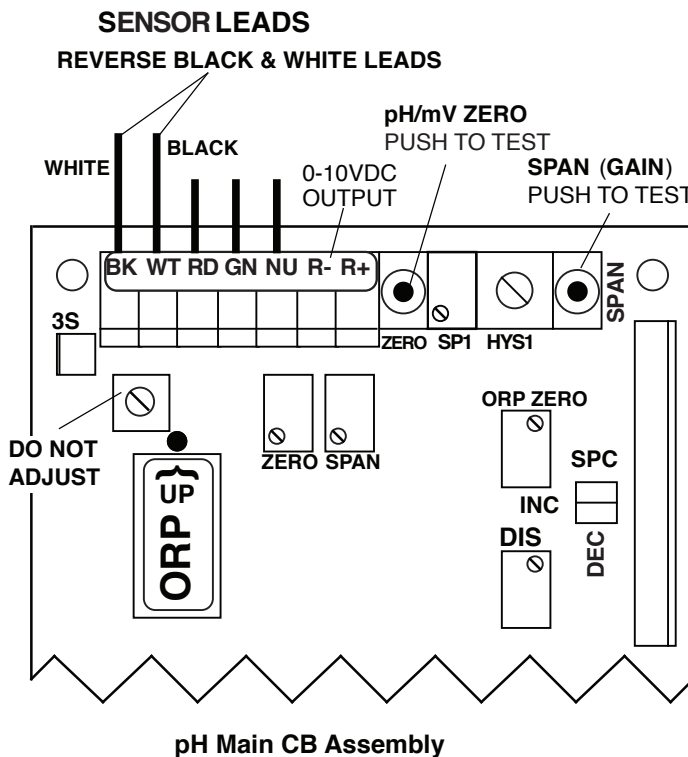 SENSOR LEADS
REVERSE BLACK & WHITE LEADS
WHITE
BLACK
0-10VDC
OUTPUT
pH/mV ZERO
PUSH TO TEST
SPAN (GAIN)
PUSH TO TEST
BK WT RD GN NU R- R+
SPAN
3S
ZERO SP1 HYS1
DO NOT
ADJUST
ZERO SPAN
ORP ZERO
SPC
INC
DEC
DIS
ORP } UP
pH Main CB Assembly